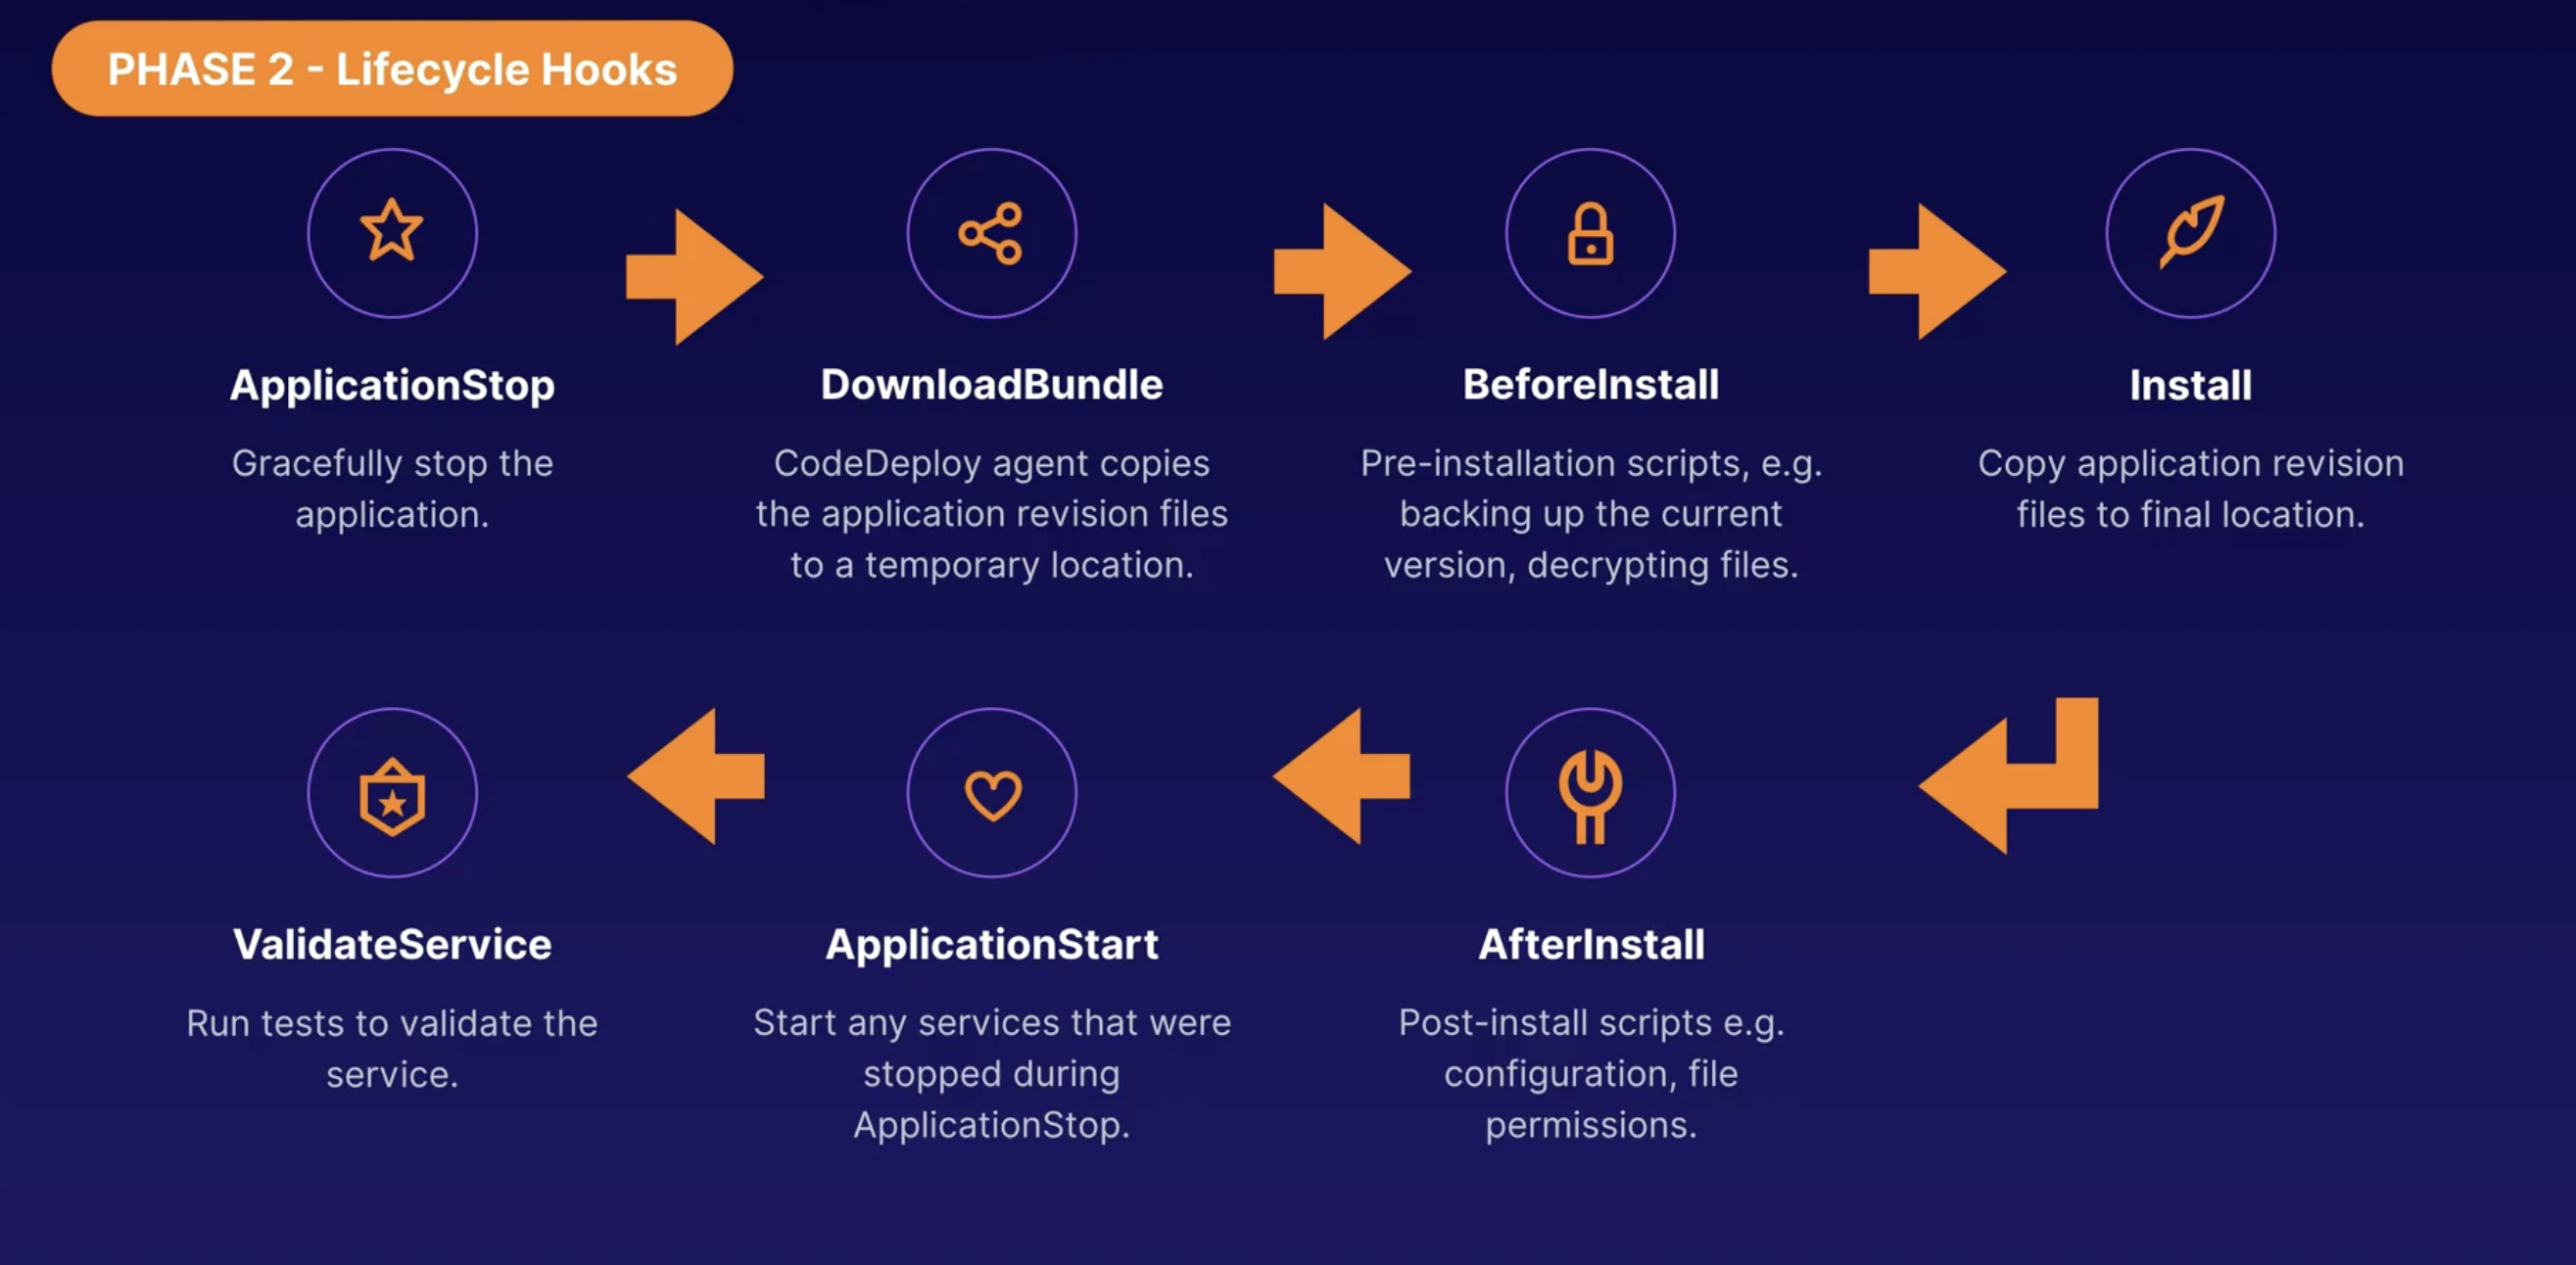 PHASE 2 - Lifecycle Hooks
ApplicationStop
Gracefully stop the
application.
DownloadBundle
CodeDeploy agent copies
the application revision files
to a temporary location.
BeforeInstall
Pre-installation scripts, e.g.
backing up the current
version, decrypting files.
Install
Copy application revision
files to final location.
AfterInstall
Post-install scripts e.g.
configuration, file
permissions.
ApplicationStart
Start any services that were
stopped during
ApplicationStop.
ValidateService
Run tests to validate the
service.